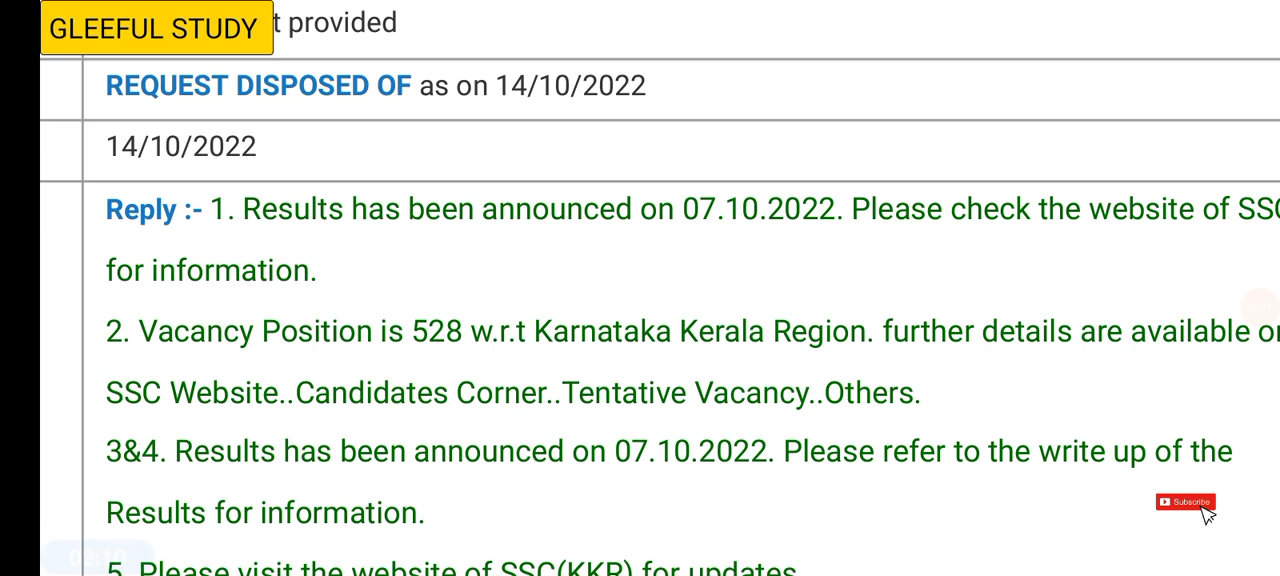 GLEEFUL STUDY t provided
REQUEST DISPOSED OF as on 14/10/2022
14/10/2022
Reply :- 1. Results has been announced on 07.10.2022. Please check the website of SSC
for information.
2. Vacancy Position is 528 w.r.t Karnataka Kerala Region. further details are available on
SSC Website..Candidates Corner..Tentative Vacancy..Others.
3&4. Results has been announced on 07.10.2022. Please refer to the write up of the
Results for information.
Subscribe
02:10
5. Please visit the website of SSC(KKR) for updates